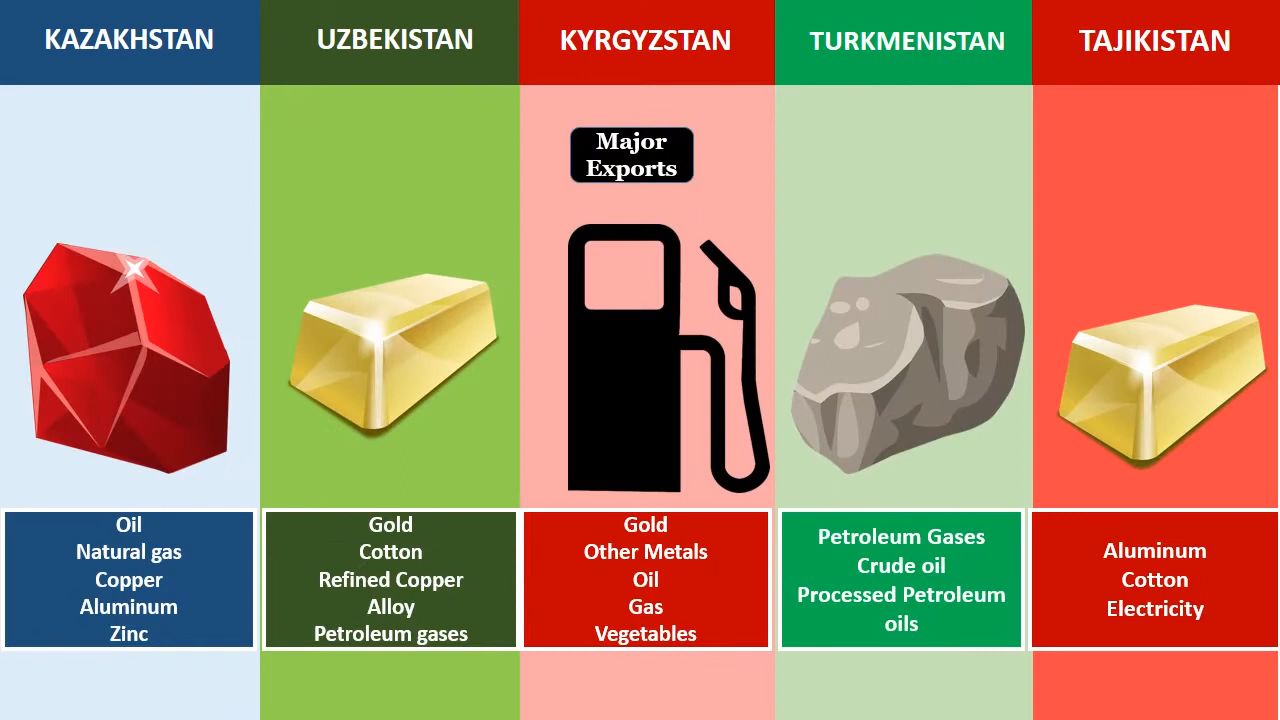 KAZAKHSTAN
UZBEKISTAN
KYRGYZSTAN
TURKMENISTAN
TAJIKISTAN
Major
Exports
Oil
Natural gas
Copper
Aluminum
Zinc
Gold
Cotton
Refined Copper
Alloy
Petroleum gases
Gold
Other Metals
Oil
Gas
Vegetables
Petroleum Gases
Crude oil
Processed Petroleum
oils
Aluminum
Cotton
Electricity